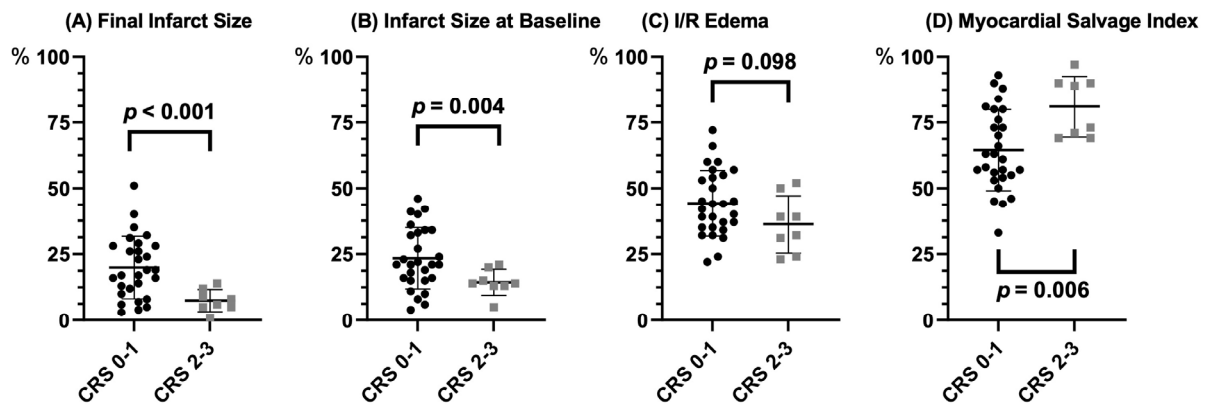 (A) Final Infarct Size
% 100
75
50
25
0
p < 0.001
CRS 0-1
CRS 2-3
(B) Infarct Size at Baseline
% 100
75
50
25
0
p = 0.004
CRS 0-1
CRS 2-3
(C) I/R Edema
% 100
75
50
25
0
p = 0.098
CRS 0-1
CRS 2-3
(D) Myocardial Salvage Index
% 100
75
50
25
0
p = 0.006
CRS 0-1
CRS 2-3